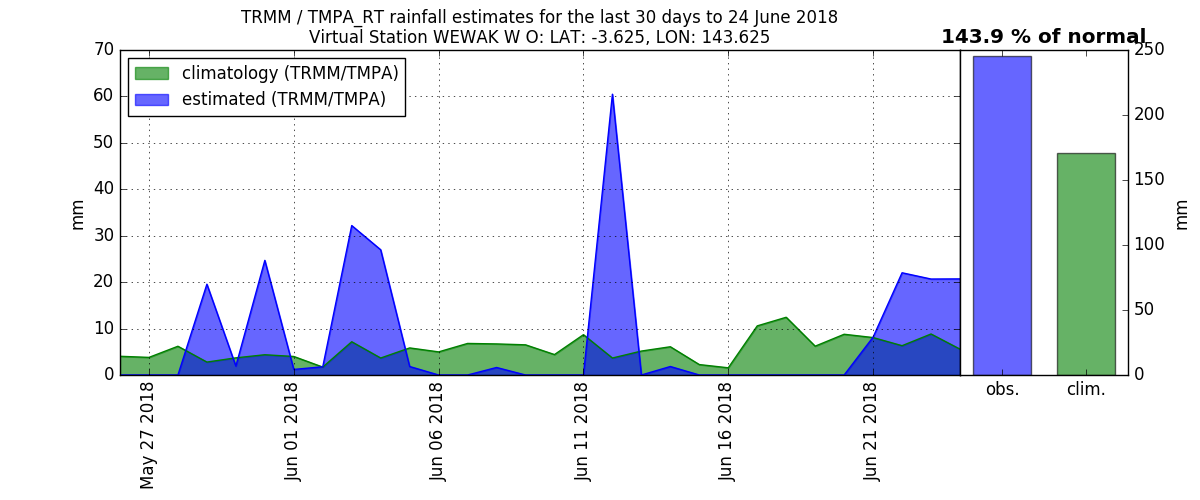 TRMM / TMPA_RT rainfall estimates for the last 30 days to 24 June 2018
Virtual Station WEWAK W O: LAT: -3.625, LON: 143.625
143.9 % of normal
climatology (TRMM/TMPA)
estimated (TRMM/TMPA)
70
60
50
40
30
20
10
0
mm
May 27 2018
Jun 01 2018
Jun 06 2018
Jun 11 2018
Jun 16 2018
Jun 21 2018
obs.
clim.
250
200
150
100
50
0
mm